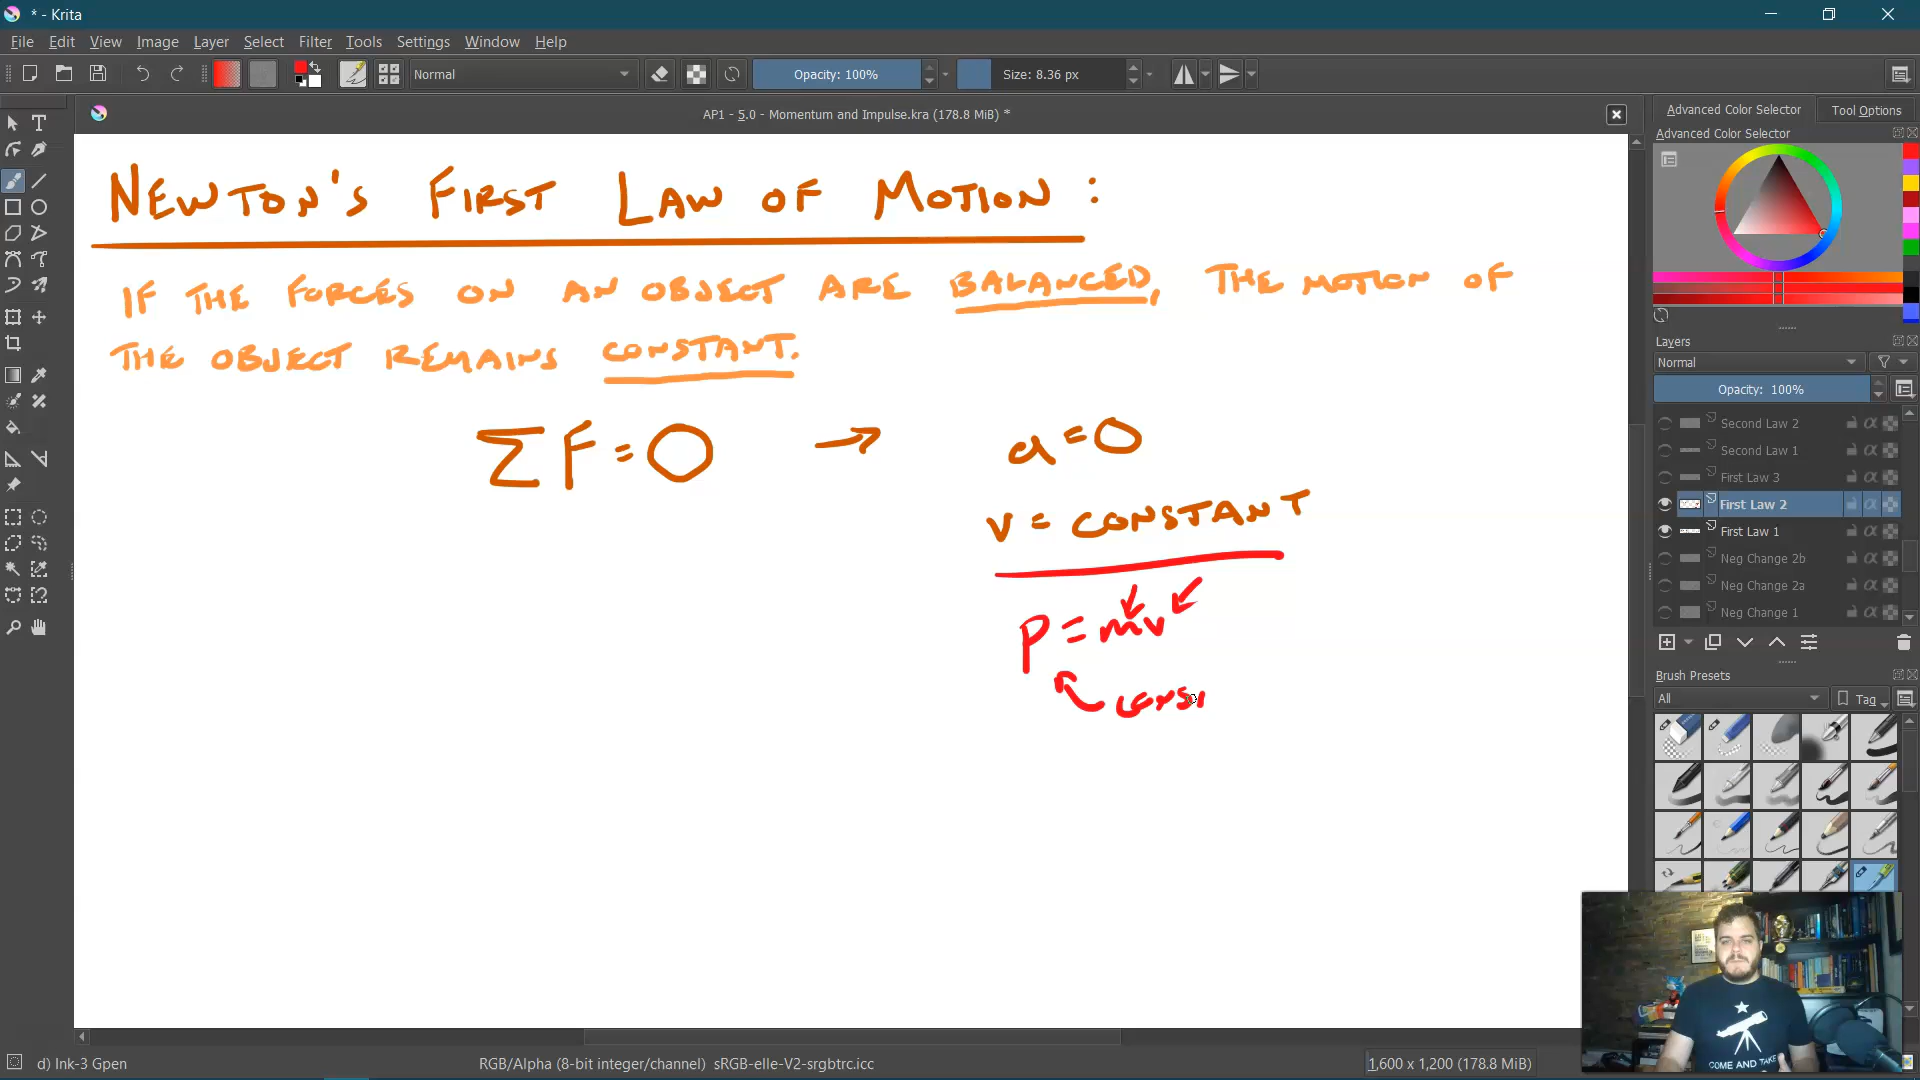 * - Krita
File Edit View Image Layer Select Filter Tools Settings Window Help
Normal Opacity: 100% Size: 8.36 px
AP1 - 5.0 - Momentum and Impulse.kra (178.8 MiB) *
NEWTON'S FIRST LAW OF MOTION:
IF THE FORCES ON AN OBJECT ARE BALANCED, THE MOTION OF
THE OBJECT REMAINS CONSTANT.
ΣF=0 → a=0
v = CONSTANT
P=mv
CONST
Advanced Color Selector Tool Options
Advanced Color Selector
Layers
Normal
Opacity: 100%
Second Law 2
Second Law 1
First Law 3
First Law 2
First Law 1
Neg Change 2b
Neg Change 2a
Neg Change 1
Brush Presets
All Tag
COME AND TAKE
d) Ink-3 Gpen RGB/Alpha (8-bit integer/channel) sRGB-elle-V2-srgbtrc.icc 1,600 x 1,200 (178.8 MiB)